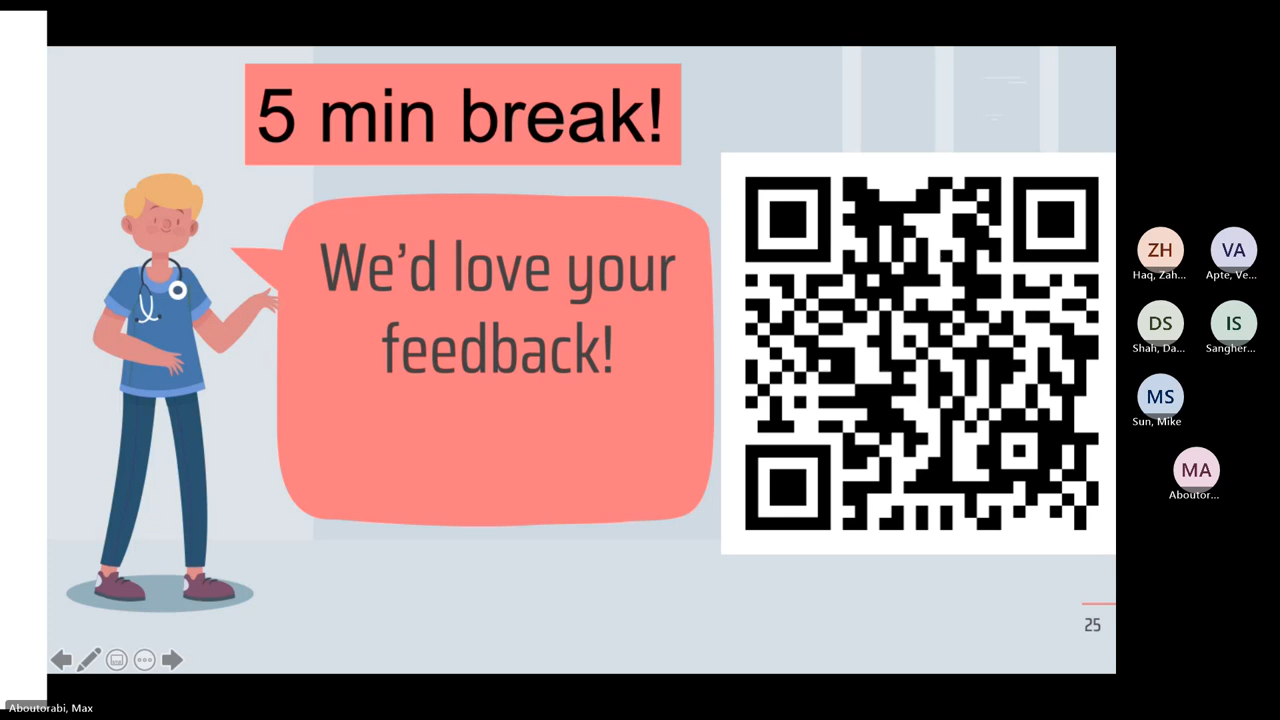 5 min break!
We'd love your
feedback!
25
ZH
Haq, Zah...
VA
Apte, Ve...
DS
Shah, Da...
IS
Sangher...
MS
Sun, Mike
MA
Aboutor...
Aboutorabi, Max